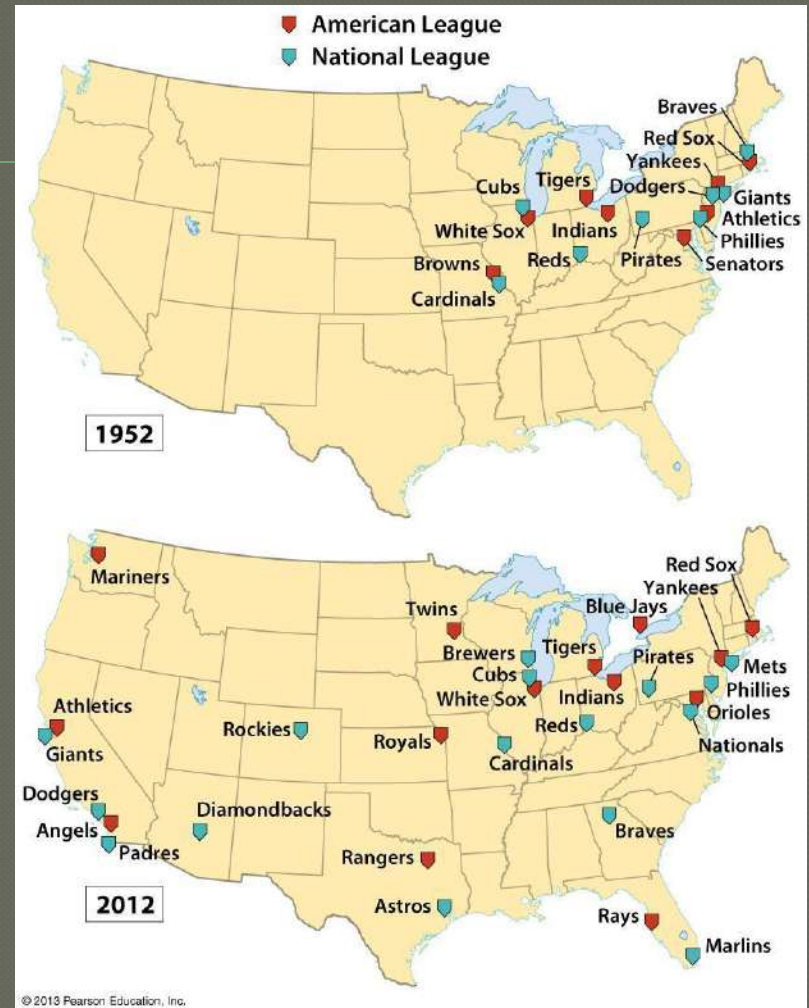 American League
National League
Braves
Red Sox
Yankees
Cubs
Tigers
Dodgers
Giants
Athletics
White Sox
Indians
Phillies
Browns
Reds
Pirates
Senators
Cardinals
1952
Red Sox
Yankees
Mariners
Twins
Blue Jays
Brewers
Tigers
Pirates
Mets
Cubs
Phillies
White Sox
Indians
Orioles
Athletics
Rockies
Royals
Reds
Nationals
Giants
Cardinals
Dodgers
Diamondbacks
Angels
Braves
Padres
Rangers
2012
Astros
Rays
Marlins
© 2013 Pearson Education, Inc.